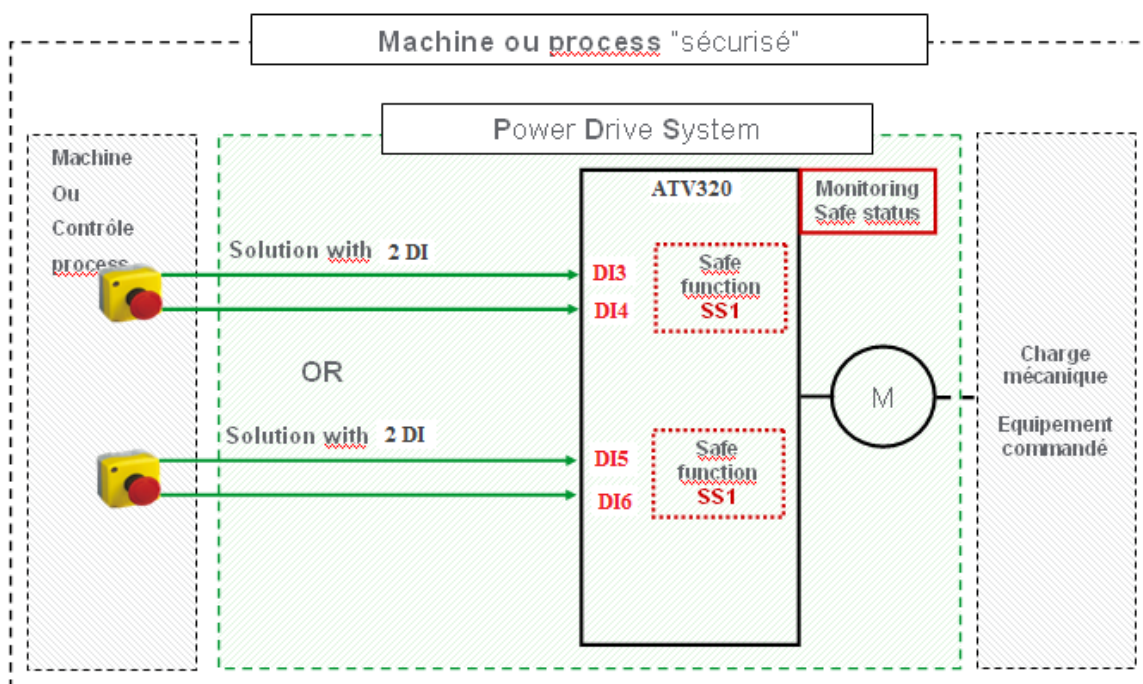 Machine ou process "sécurisé"
Power Drive System
Machine
Ou
Contrôle
process
ATV320
Monitoring
Safe status
Solution with 2 DI
DI3
DI4
Safe
function
SS1
OR
M
Charge
mécanique
Equipement
commandé
Solution with 2 DI
DI5
DI6
Safe
function
SS1